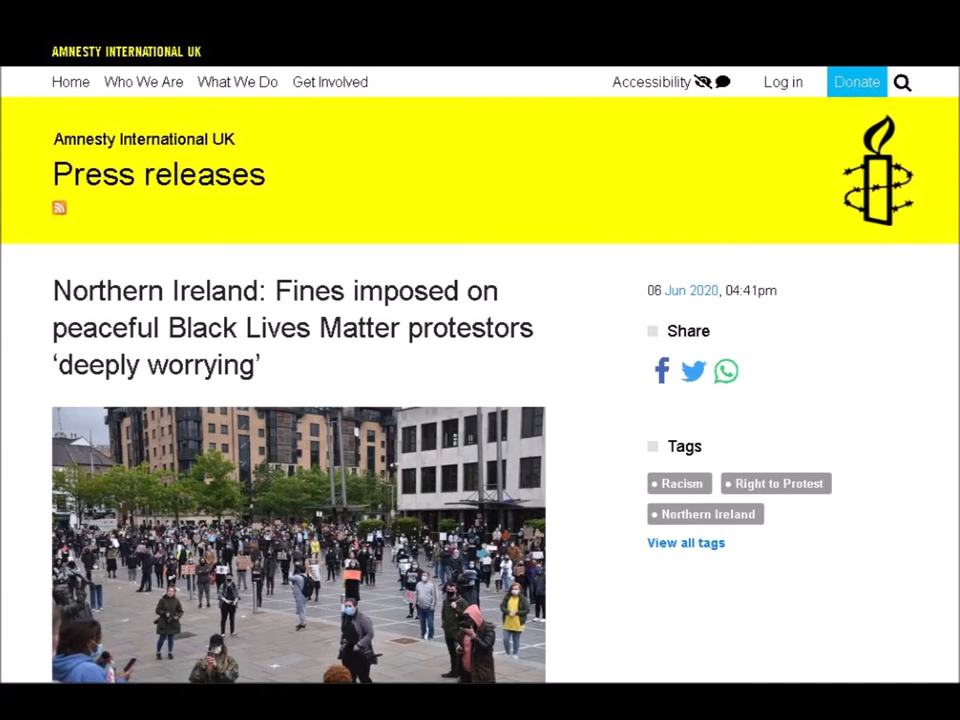 AMNESTY INTERNATIONAL UK
Home Who We Are What We Do Get Involved Accessibility Log in Donate
Amnesty International UK
Press releases
Northern Ireland: Fines imposed on
peaceful Black Lives Matter protestors
‘deeply worrying’
06 Jun 2020, 04:41pm
Share
Tags
Racism
Right to Protest
Northern Ireland
View all tags